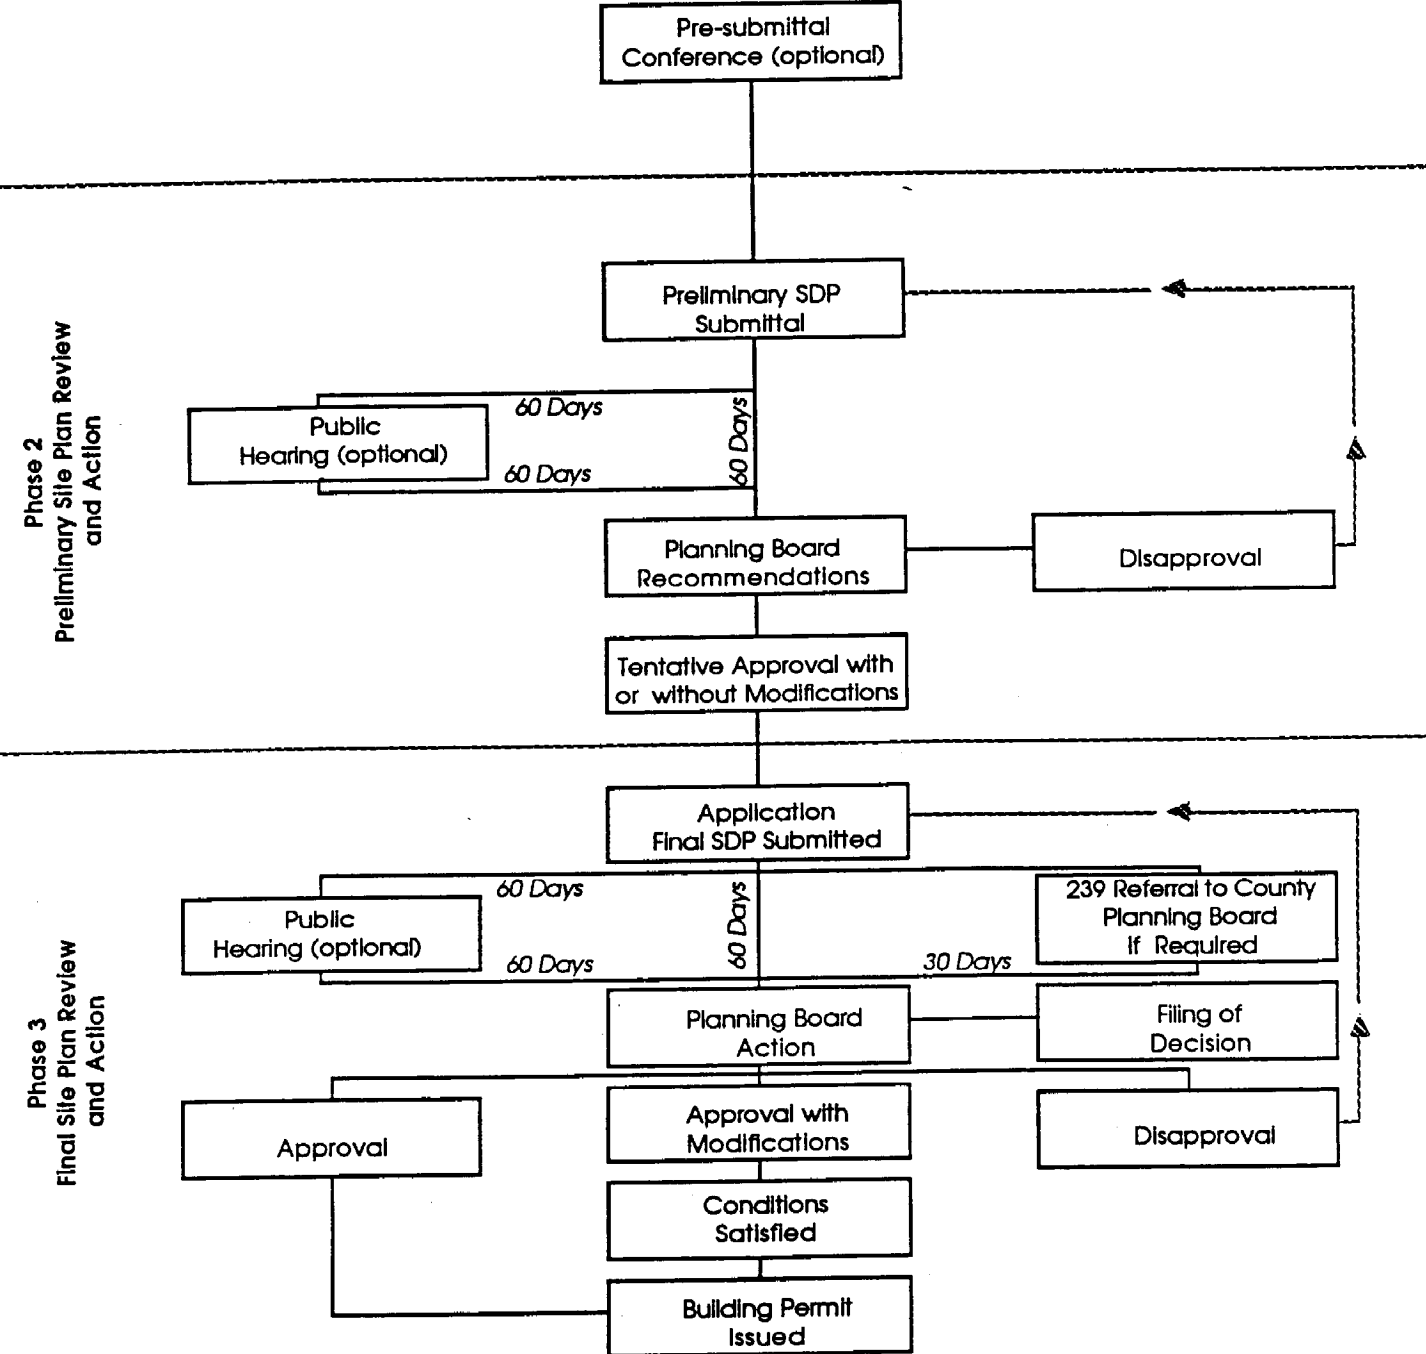 Pre-submittal
Conference (optional)
Phase 2
Preliminary Site Plan Review
and Action
Preliminary SDP
Submittal
60 Days
60 Days
Public
Hearing (optional)
60 Days
Planning Board
Recommendations
Disapproval
Tentative Approval with
or without Modifications
Phase 3
Final Site Plan Review
and Action
Application
Final SDP Submitted
60 Days
60 Days
239 Referral to County
Planning Board
If Required
Public
Hearing (optional)
60 Days
30 Days
Planning Board
Action
Filing of
Decision
Approval
Approval with
Modifications
Disapproval
Conditions
Satisfied
Building Permit
Issued